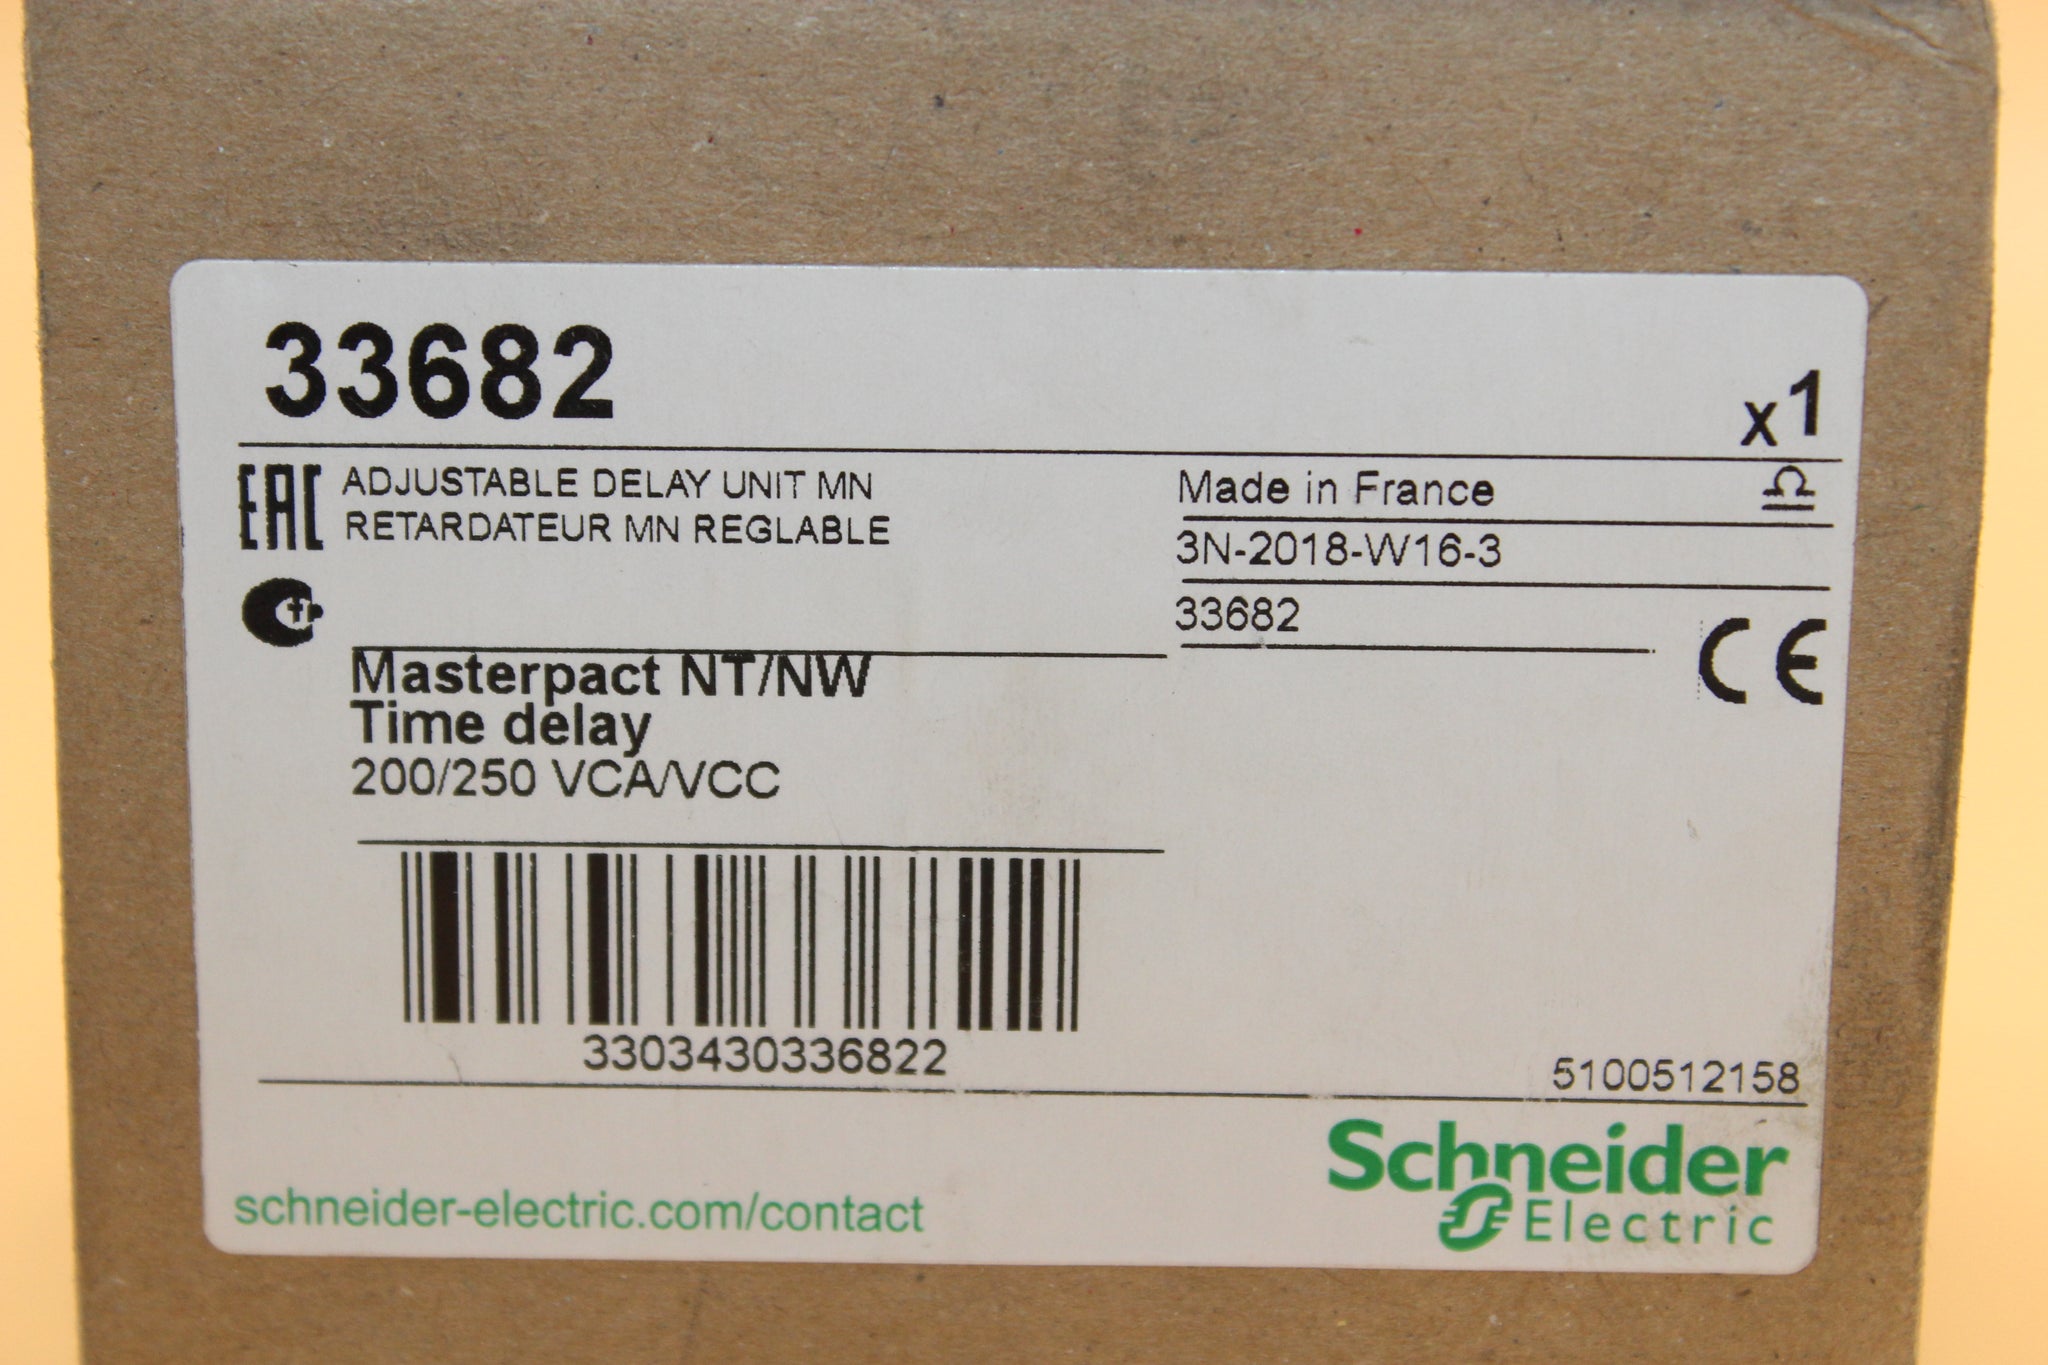 33682
x1
EAC
ADJUSTABLE DELAY UNIT MN
RETARDATEUR MN REGLABLE
Made in France
3N-2018-W16-3
33682
CE
Masterpact NT/NW
Time delay
200/250 VCA/VCC
3303430336822
5100512158
schneider-electric.com/contact
Schneider
Electric